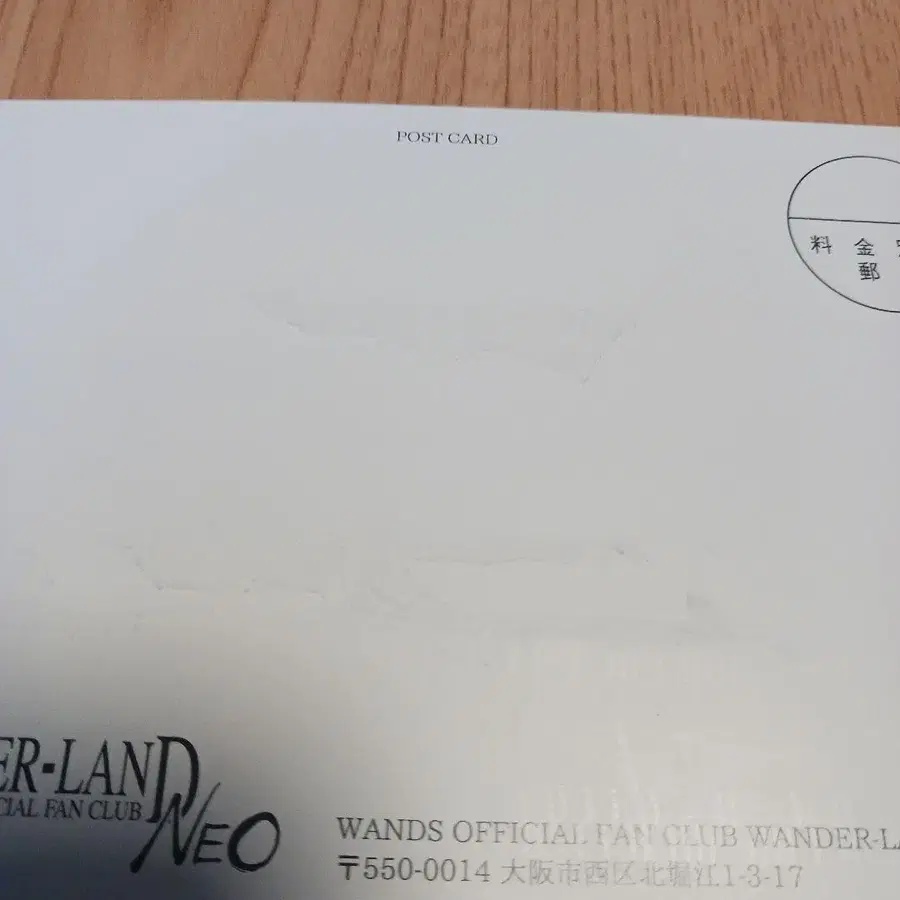 POST CARD
料 金
郵
ER-LAND
CIAL FAN CLUB
NEO
WANDS OFFICIAL FAN CLUB WANDER-LA
〒550-0014 大阪市西区北堀江1-3-17